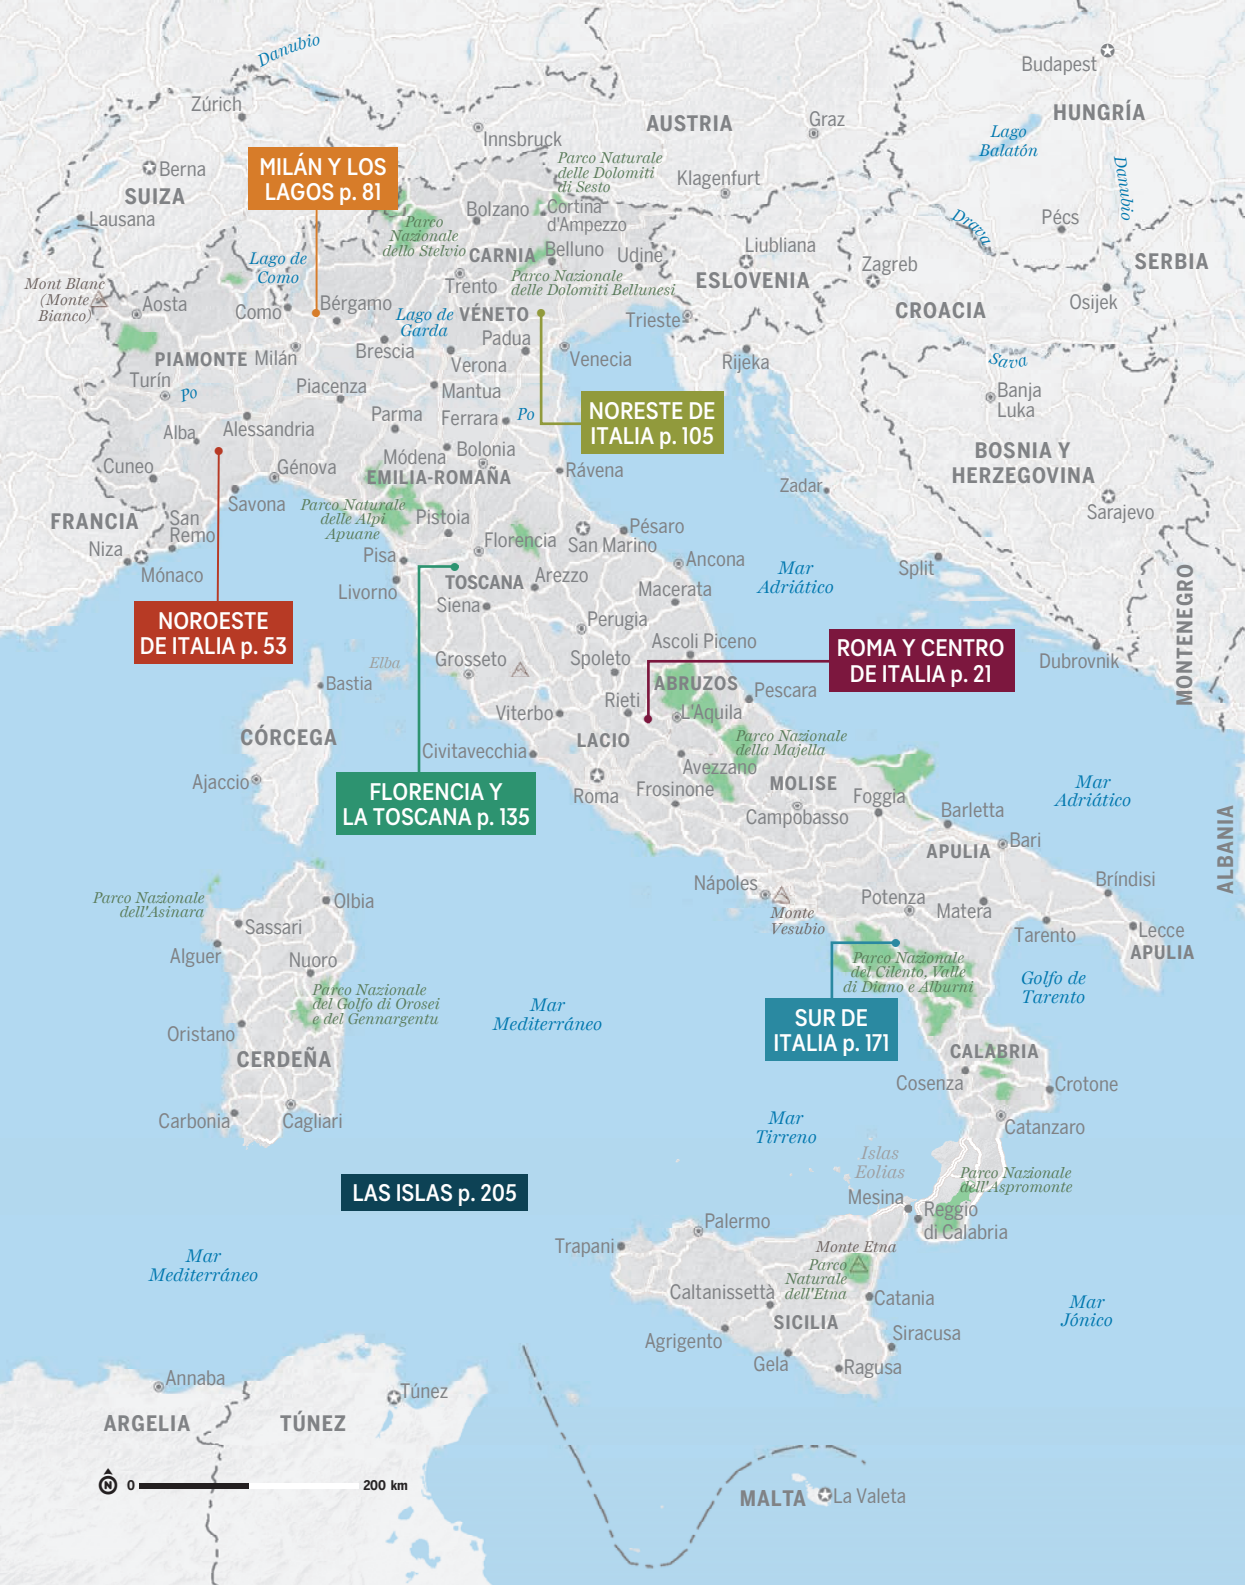 Danubio
Budapest
HUNGRÍA
Zúrich
AUSTRIA
Graz
Innsbruck
Lago
Balatón
Berna
SUIZA
Lausana
MILÁN Y LOS
LAGOS p. 81
Parco Naturale
delle Dolomiti
di Sesto
Klagenfurt
Danubio
Drava
Pécs
Bolzano
Cortina
d'Ampezzo
Parco
Nazionale
dello Stelvio
CARNIA
Belluno
Udine
Liubliana
ESLOVENIA
Zagreb
SERBIA
Lago de
Como
Mont Blanc
(Monte
Bianco)
Aosta
Trento
Parco Nazionale
delle Dolomiti Bellunesi
CROACIA
Osijek
Como
Bérgamo
Lago de
Garda
VÉNETO
Trieste
Padua
Venecia
Rijeka
Sava
PIAMONTE
Milán
Brescia
Verona
Turín
Po
Piacenza
Mantua
Banja
Luka
Parma
Ferrara
Po
NORESTE DE
ITALIA p. 105
Alba
Alessandria
Módena
Bolonia
BOSNIA Y
HERZEGOVINA
Cuneo
Génova
EMILIA-ROMAÑA
Rávena
Zadar
Sarajevo
Savona
Parco Naturale
delle Alpi
Apuane
Pistoia
FRANCIA
San
Remo
Niza
Mónaco
Florencia
San Marino
Pésaro
Pisa
Ancona
Mar
Adriático
Split
TOSCANA
Arezzo
Livorno
Siena
Macerata
MONTENEGRO
NOROESTE
DE ITALIA p. 53
Perugia
Ascoli Piceno
ROMA Y CENTRO
DE ITALIA p. 21
Dubrovnik
Elba
Bastia
Grosseto
Spoleto
ABRUZOS
Pescara
Rieti
L'Aquila
Viterbo
CÓRCEGA
Civitavecchia
LACIO
Parco Nazionale
della Majella
Avezzano
Ajaccio
FLORENCIA Y
LA TOSCANA p. 135
Roma
Frosinone
MOLISE
Campobasso
Foggia
Mar
Adriático
Barletta
ALBANIA
APULIA
Bari
Nápoles
Monte
Vesubio
Potenza
Matera
Bríndisi
Parco Nazionale
dell'Asinara
Olbia
Sassari
Tarento
Lecce
APULIA
Alguer
Nuoro
Parco Nazionale
del Cilento, Valle
di Diano e Alburni
Golfo de
Tarento
Parco Nazionale
del Golfo di Orosei
e del Gennargentu
Mar
Mediterráneo
SUR DE
ITALIA p. 171
Oristano
CERDEÑA
CALABRIA
Cosenza
Crotone
Carbonia
Cagliari
Mar
Tirreno
Catanzaro
Islas
Eolias
Parco Nazionale
dell'Aspromonte
LAS ISLAS p. 205
Mesina
Reggio
di Calabria
Palermo
Trapani
Monte Etna
Parco
Naturale
dell'Etna
Mar
Mediterráneo
Caltanissetta
Catania
SICILIA
Mar
Jónico
Agrigento
Siracusa
Gela
Ragusa
Annaba
Túnez
ARGELIA
TÚNEZ
N
0
200 km
MALTA
La Valeta